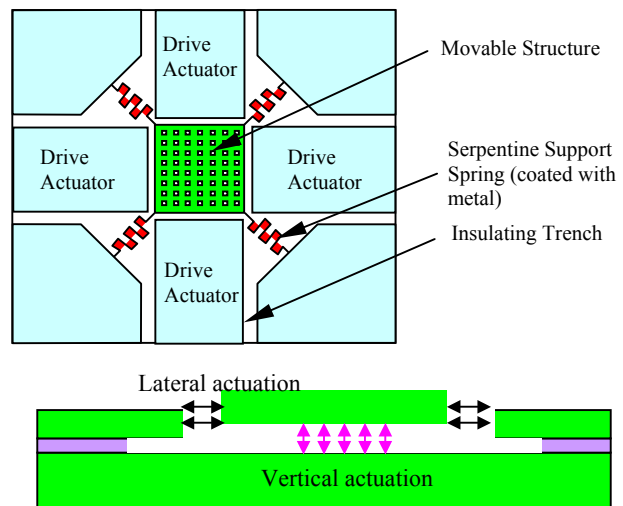 Drive
Actuator
Movable Structure
Drive
Actuator
Drive
Actuator
Serpentine Support
Spring (coated with
metal)
Insulating Trench
Drive
Actuator
Lateral actuation
Vertical actuation